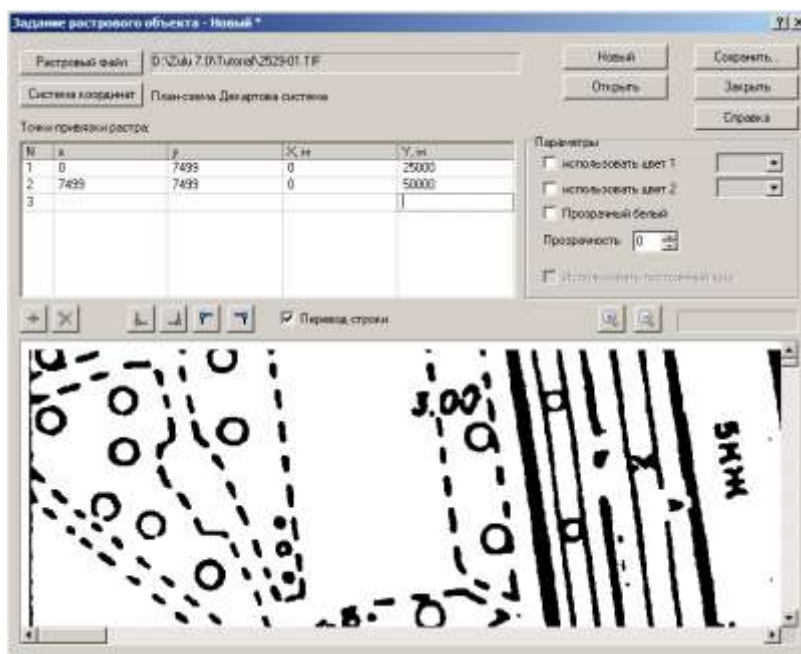 Задание растрового объекта - Новый *
Растровый файл D:\Zulu 7.0\Tutorial\2529-01.TIF
Новый Сохранить...
Система координат План-схема Декартова система
Открыть Закрыть
Справка
Точки привязки растра:
N x y X, м Y, м
1 0 7499 0 25000
2 7499 7499 0 50000
3
Параметры
использовать цвет 1
использовать цвет 2
Прозрачный белый
Прозрачность 0
Перевод строки
3.00
5КЖ